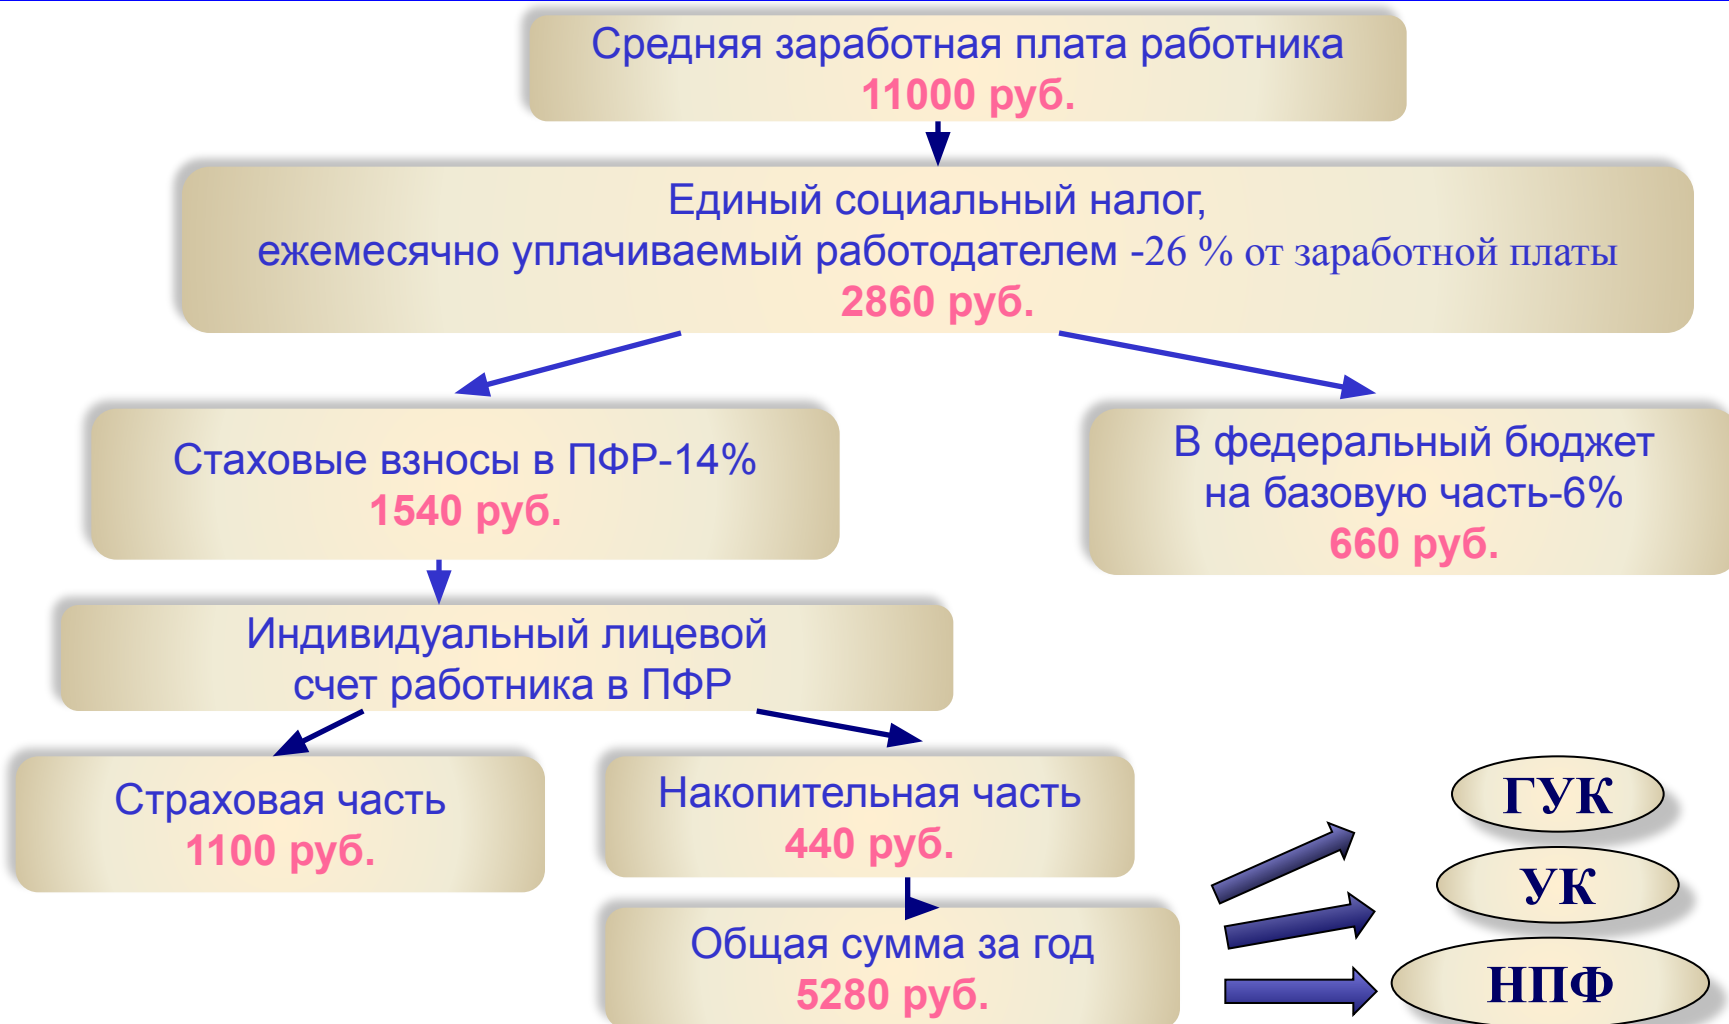 Средняя заработная плата работника
11000 руб.
Единый социальный налог,
ежемесячно уплачиваемый работодателем -26 % от заработной платы
2860 руб.
Стаховые взносы в ПФР-14%
1540 руб.
В федеральный бюджет
на базовую часть-6%
660 руб.
Индивидуальный лицевой
счет работника в ПФР
Страховая часть
1100 руб.
Накопительная часть
440 руб.
Общая сумма за год
5280 руб.
ГУК
УК
НПФ